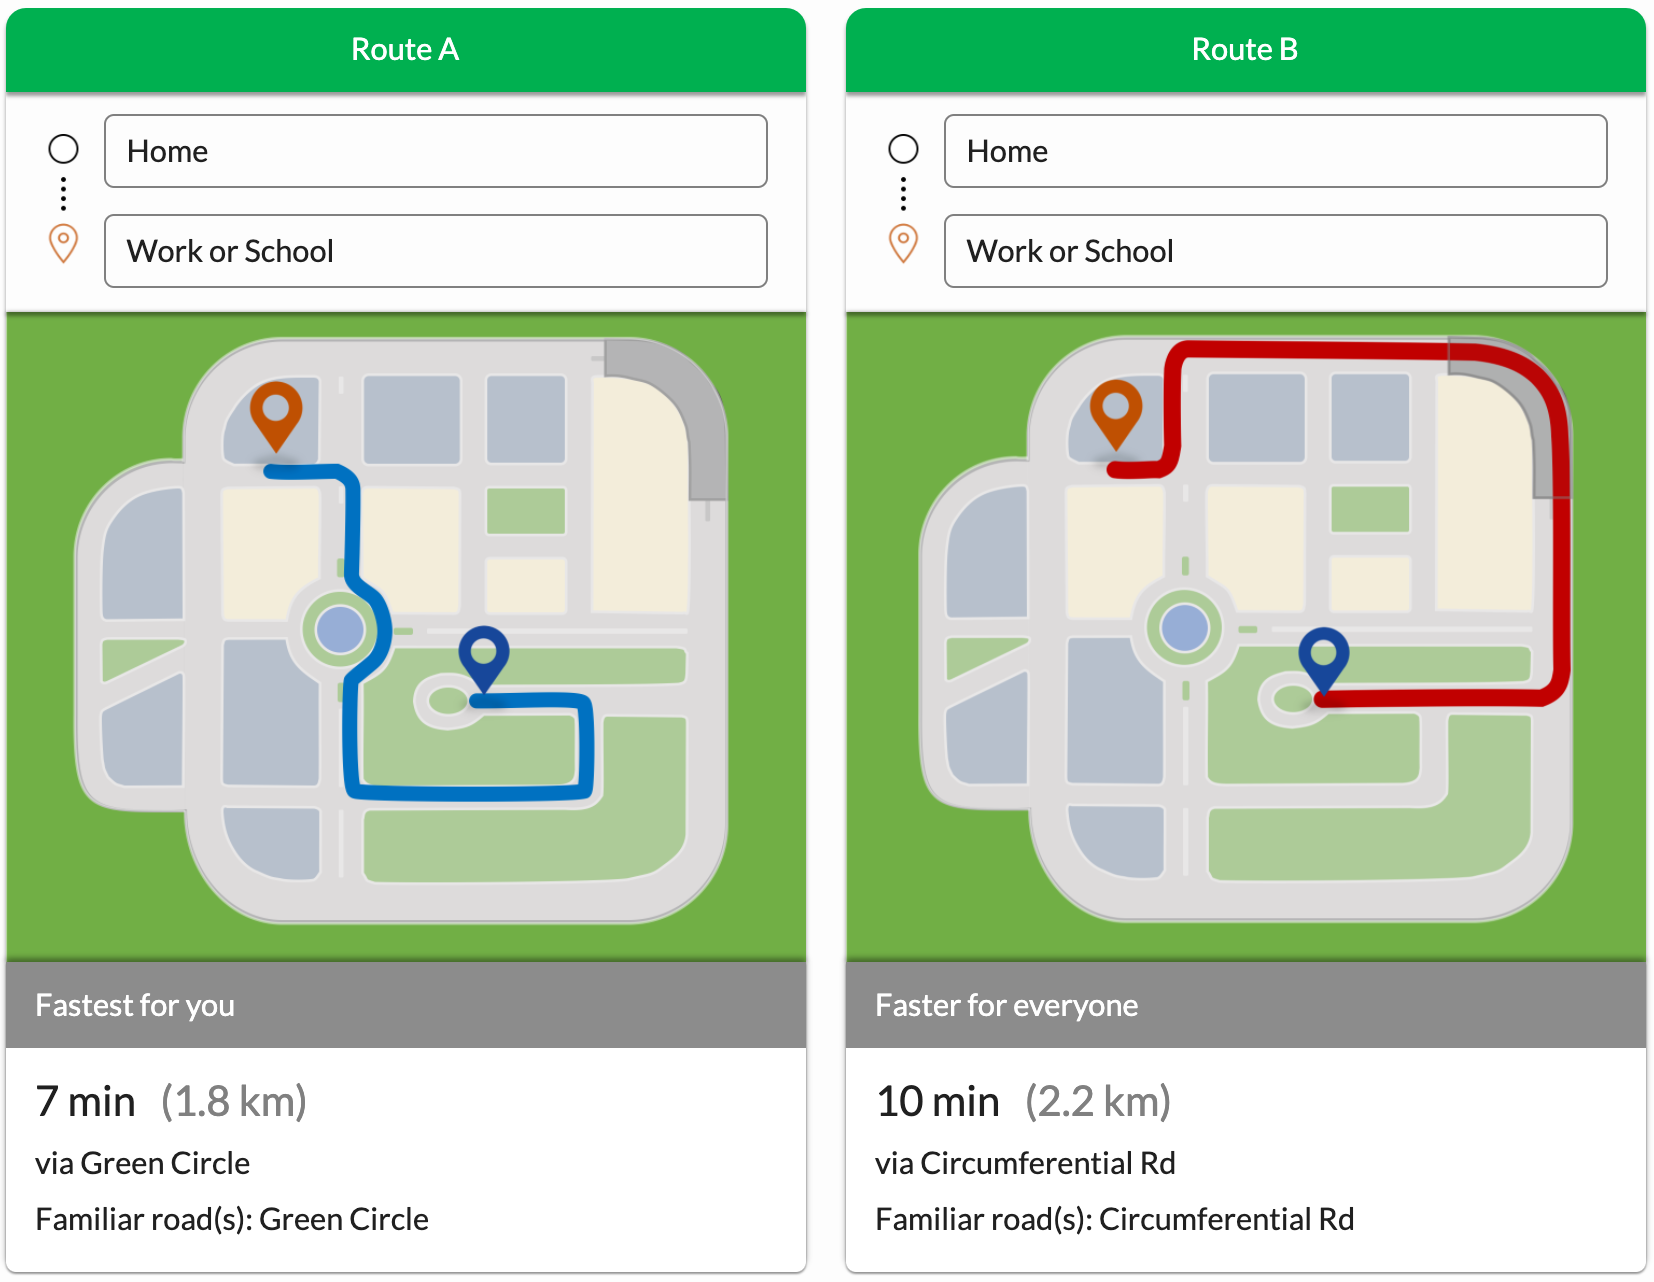 Route A
Home
Work or School
Fastest for you
7 min (1.8 km)
via Green Circle
Familiar road(s): Green Circle
Route B
Home
Work or School
Faster for everyone
10 min (2.2 km)
via Circumferential Rd
Familiar road(s): Circumferential Rd